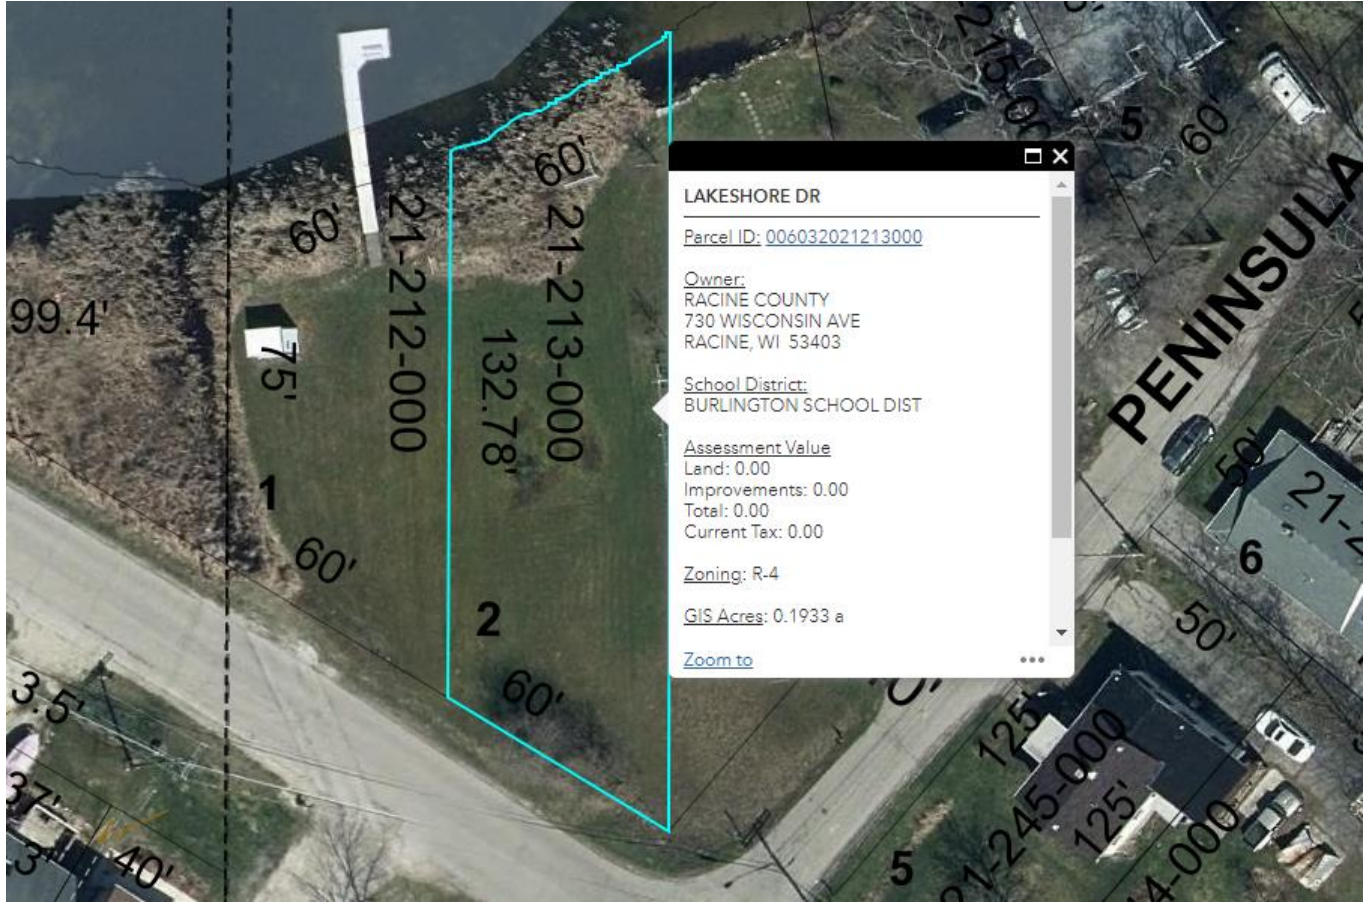 60'
60'
99.4'
75'
21-212-000
132.78'
21-213-000
1
60'
2
60'
3.5'
37'
40'
5
60'
PENINSULA
50'
6
50'
125'
125'
21-245-000
5
LAKESHORE DR
Parcel ID: 006032021213000
Owner:
RACINE COUNTY
730 WISCONSIN AVE
RACINE, WI 53403
School District:
BURLINGTON SCHOOL DIST
Assessment Value
Land: 0.00
Improvements: 0.00
Total: 0.00
Current Tax: 0.00
Zoning: R-4
GIS Acres: 0.1933 a
Zoom to